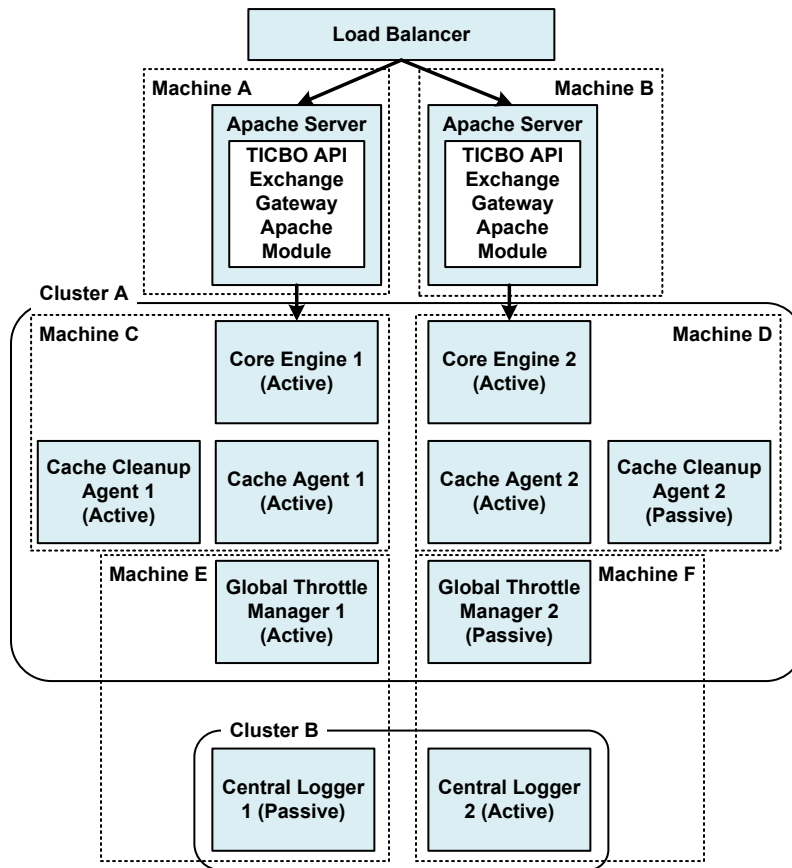 Load Balancer
Machine A
Machine B
Apache Server
TICBO API
Exchange
Gateway
Apache
Module
Apache Server
TICBO API
Exchange
Gateway
Apache
Module
Cluster A
Machine C
Machine D
Core Engine 1
(Active)
Core Engine 2
(Active)
Cache Cleanup
Agent 1
(Active)
Cache Agent 1
(Active)
Cache Agent 2
(Active)
Cache Cleanup
Agent 2
(Passive)
Machine E
Machine F
Global Throttle
Manager 1
(Active)
Global Throttle
Manager 2
(Passive)
Cluster B
Central Logger
1 (Passive)
Central Logger
2 (Active)